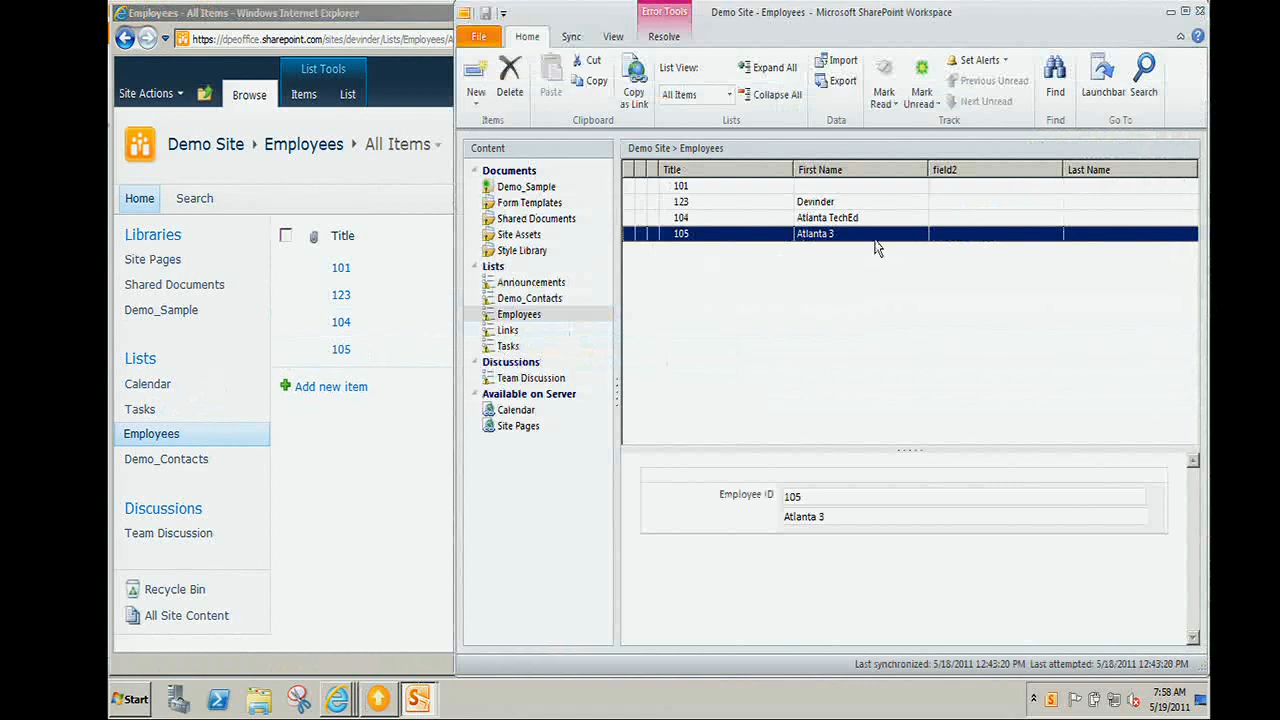 Employees - All Items - Windows Internet Explorer
https://dpeoffice.sharepoint.com/sites/devinder/Lists/Employees/A
Site Actions
Browse
List Tools
Items
List
Demo Site
Employees
All Items
Home
Search
Libraries
Site Pages
Shared Documents
Demo_Sample
Lists
Calendar
Tasks
Employees
Demo_Contacts
Discussions
Team Discussion
Recycle Bin
All Site Content
Title
101
123
104
105
Add new item
Error Tools
Demo Site - Employees - Microsoft SharePoint Workspace
File
Home
Sync
View
Resolve
New
Delete
Items
Paste
Cut
Copy
Copy as Link
Clipboard
List View:
All Items
Expand All
Collapse All
Lists
Import
Export
Data
Mark Read
Mark Unread
Set Alerts
Previous Unread
Next Unread
Track
Find
Find
Launchbar
Search
Go To
Content
Documents
Demo_Sample
Form Templates
Shared Documents
Site Assets
Style Library
Lists
Announcements
Demo_Contacts
Employees
Links
Tasks
Discussions
Team Discussion
Available on Server
Calendar
Site Pages
Demo Site > Employees
Title First Name field2 Last Name
101
123 Devinder
104 Atlanta TechEd
105 Atlanta 3
Employee ID 105
Atlanta 3
Last synchronized: 5/18/2011 12:43:20 PM Last attempted: 5/18/2011 12:43:20 PM
Start
7:58 AM
5/19/2011